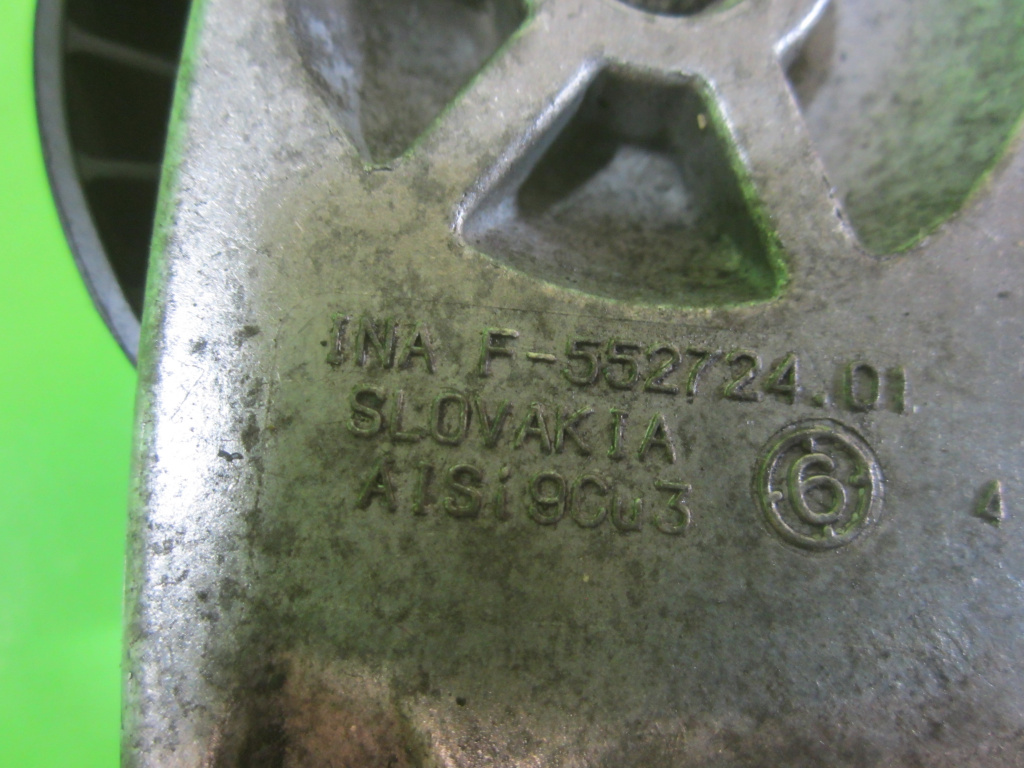 INA F-552724.01
SLOVAKIA
AlSi9Cu3
6
4